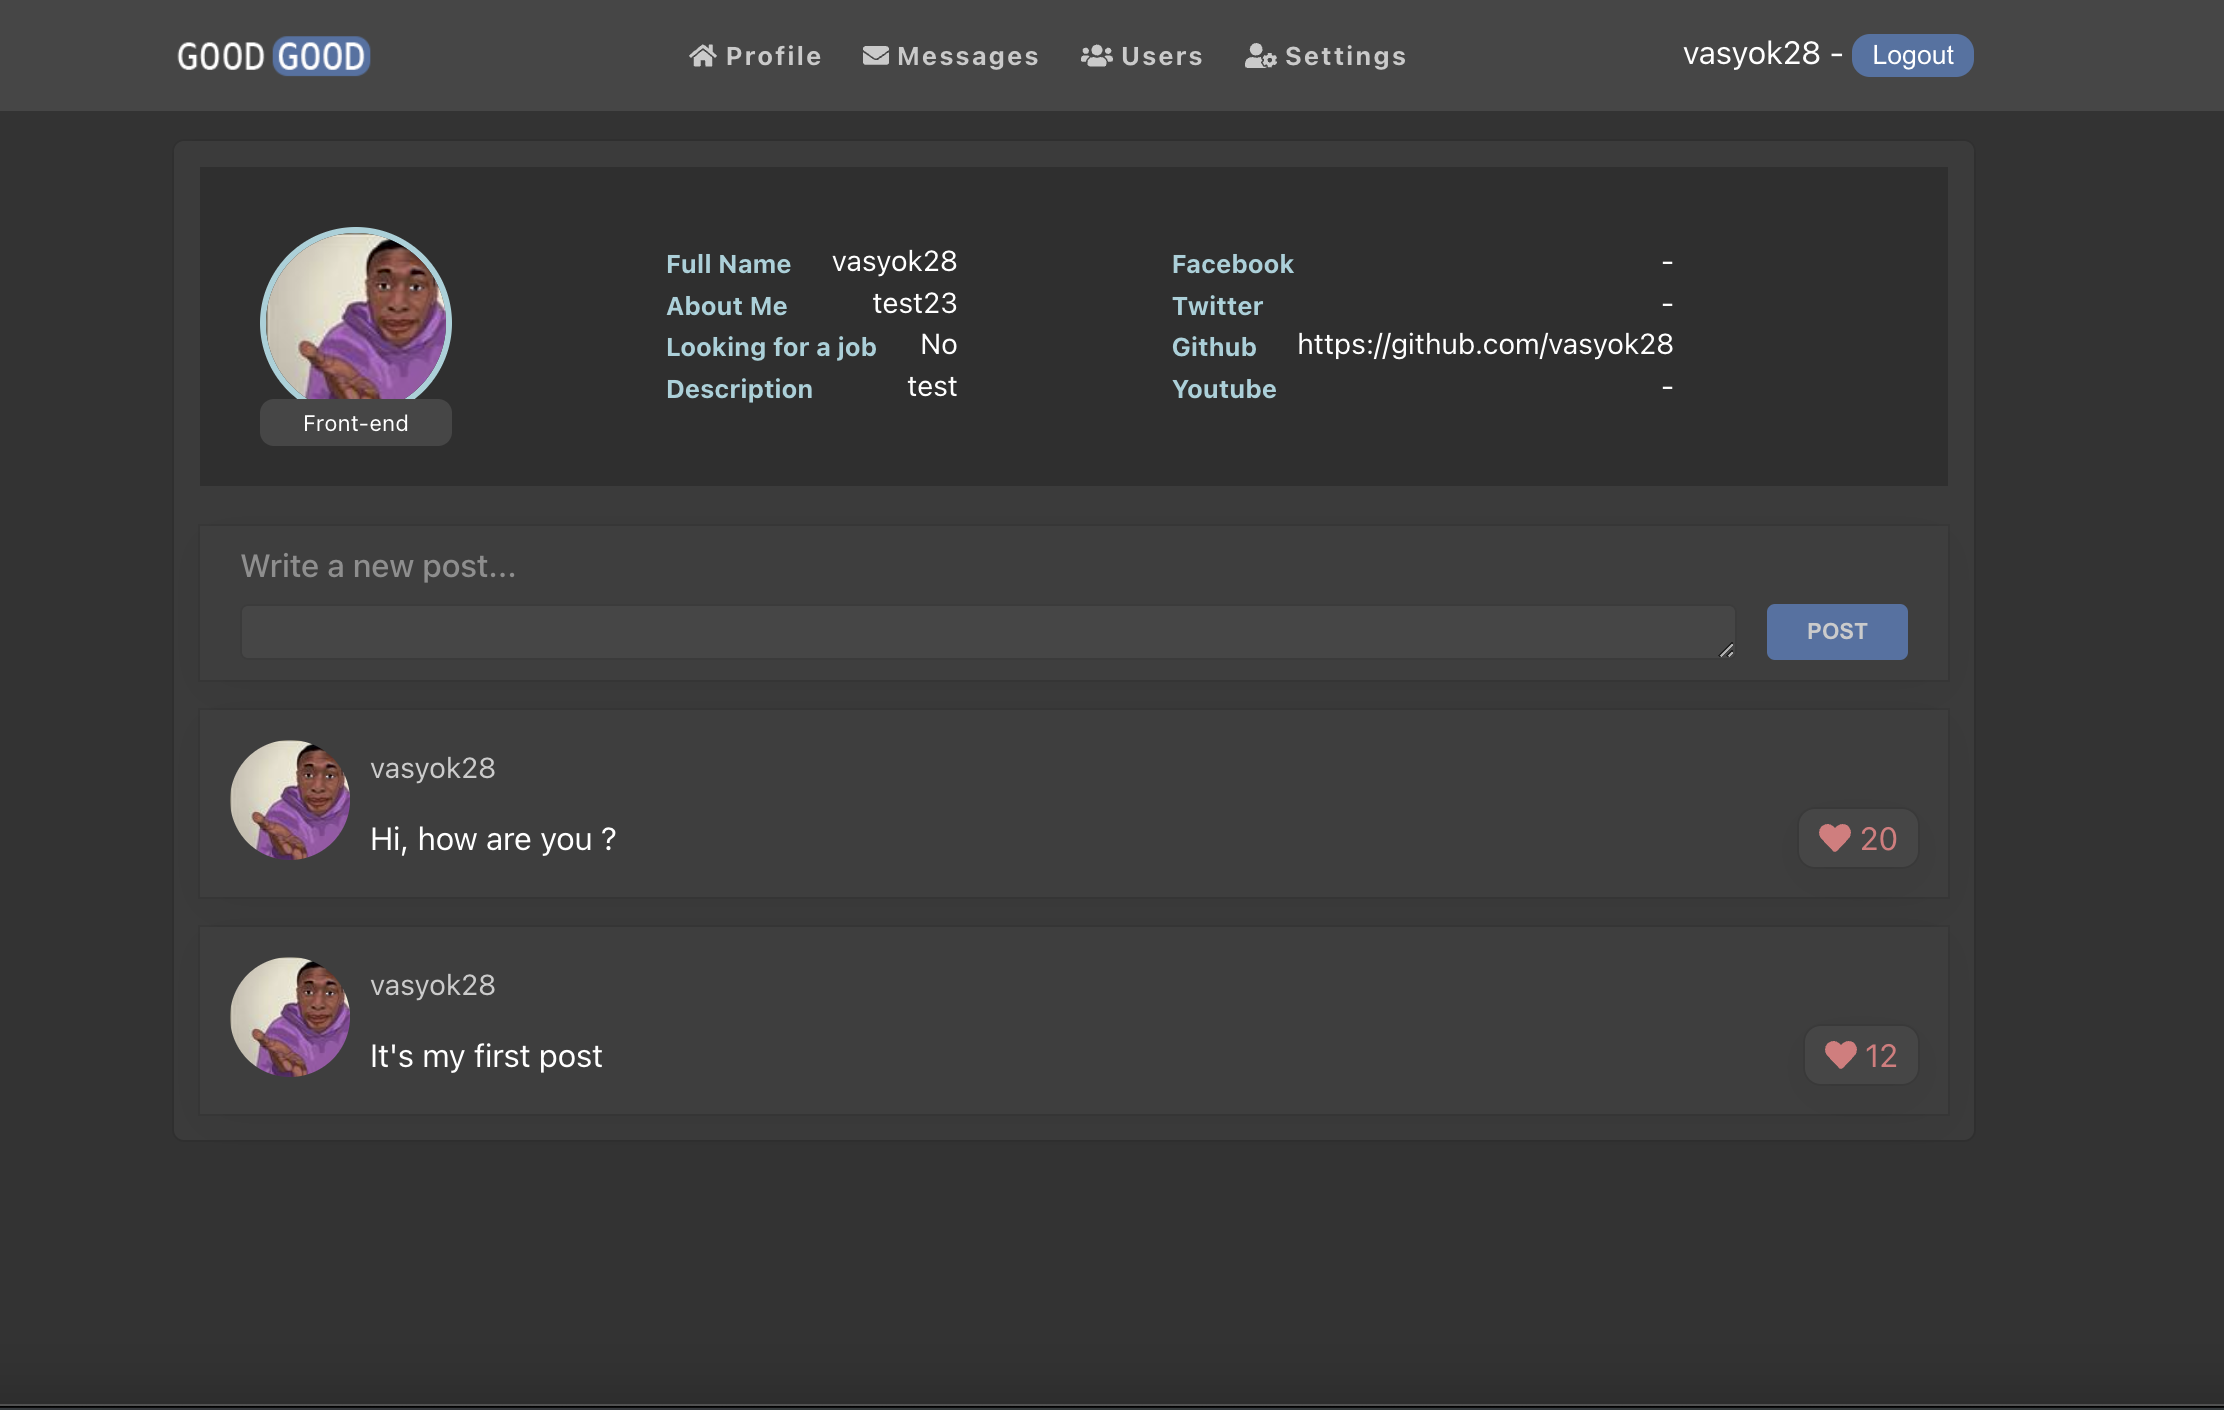 GOOD GOOD
Profile Messages Users Settings
vasyok28 - Logout
Front-end
Full Name vasyok28
About Me test23
Looking for a job No
Description test
Facebook -
Twitter -
Github https://github.com/vasyok28
Youtube -
Write a new post...
POST
vasyok28
Hi, how are you ?
20
vasyok28
It's my first post
12